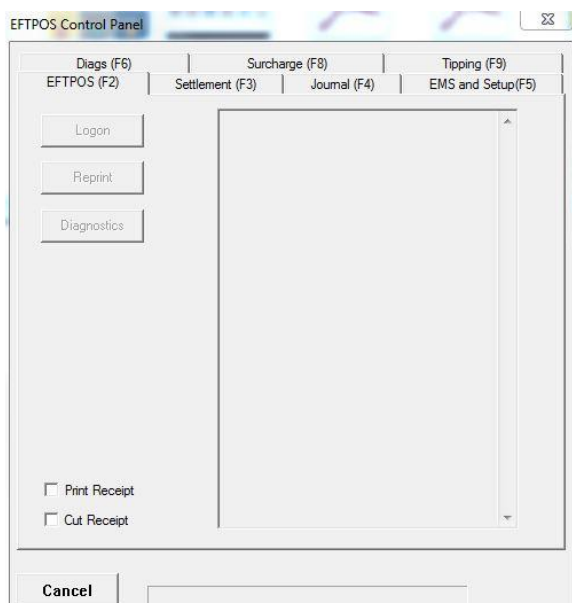 EFTPOS Control Panel
Diags (F6) Surcharge (F8) Tipping (F9)
EFTPOS (F2) Settlement (F3) Journal (F4) EMS and Setup(F5)
Logon
Reprint
Diagnostics
Print Receipt
Cut Receipt
Cancel